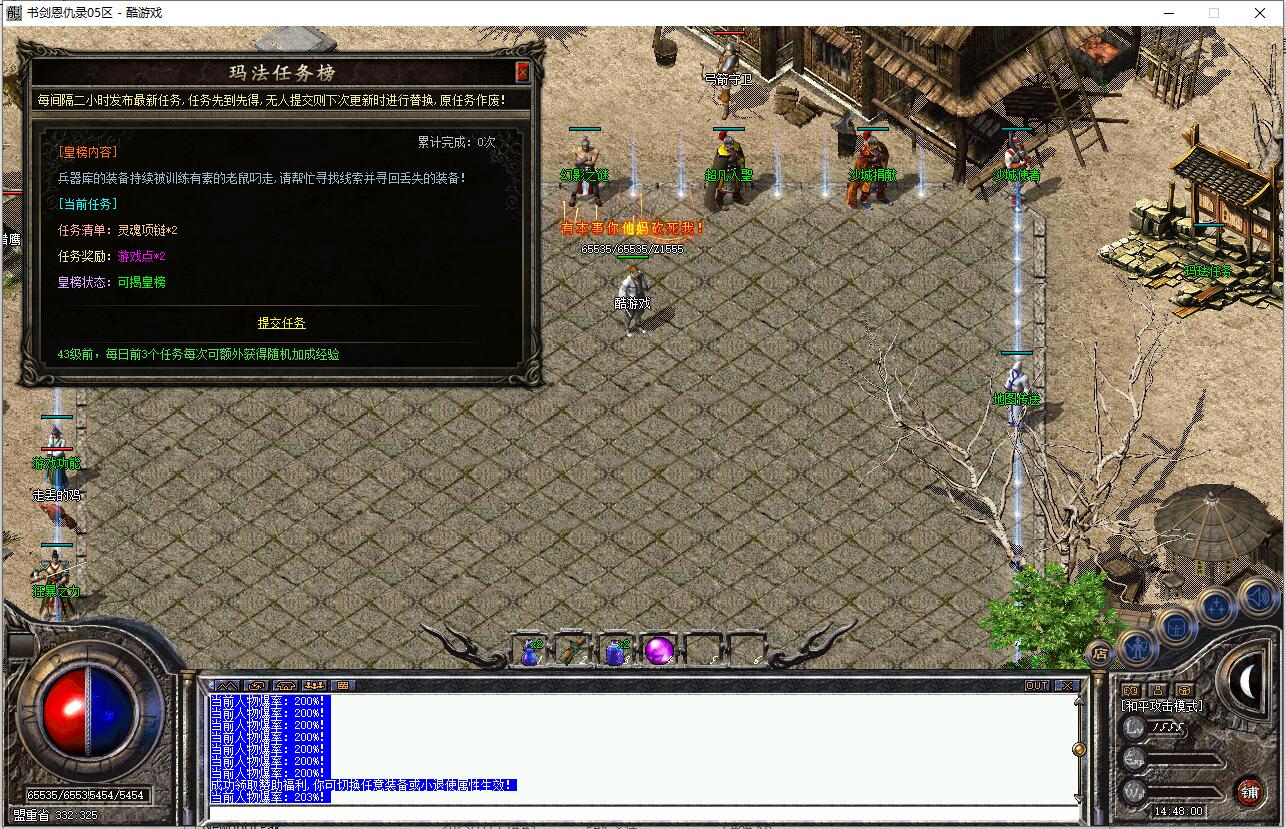 书剑恩仇录05区 - 酷游戏
玛法任务榜
每间隔二小时发布最新任务,任务先到先得,无人提交则下次更新时进行替换,原任务作废!
累计完成: 0次
[皇榜内容]
兵器库的装备持续被训练有素的老鼠叼走,请帮忙寻找线索并寻回丢失的装备!
[当前任务]
任务清单: 灵魂项链*2
任务奖励: 游戏点*2
皇榜状态: 可揭皇榜
提交任务
43级前, 每日前3个任务每次可额外获得随机加成经验
弓箭守卫
幻影之谜
超凡入圣
沙城捐献
沙城使者
有本事你他妈砍死我!
65535/65535/Z1555
酷游戏
玛法任务
地图传送
游戏功能
走丢的鸡
狂暴之力
×2
×2
店
OUT
当前人物爆率: 200%!
当前人物爆率: 200%!
当前人物爆率: 200%!
当前人物爆率: 200%!
当前人物爆率: 200%!
当前人物爆率: 200%!
当前人物爆率: 200%!
成功领取赞助福利,你可切换任意装备或小退使属性生效!
当前人物爆率: 203%!
[和平攻击模式]
Lv
1555
Exp
W
铺
14:48:00
65535/65535454/5454
盟重省 332:325